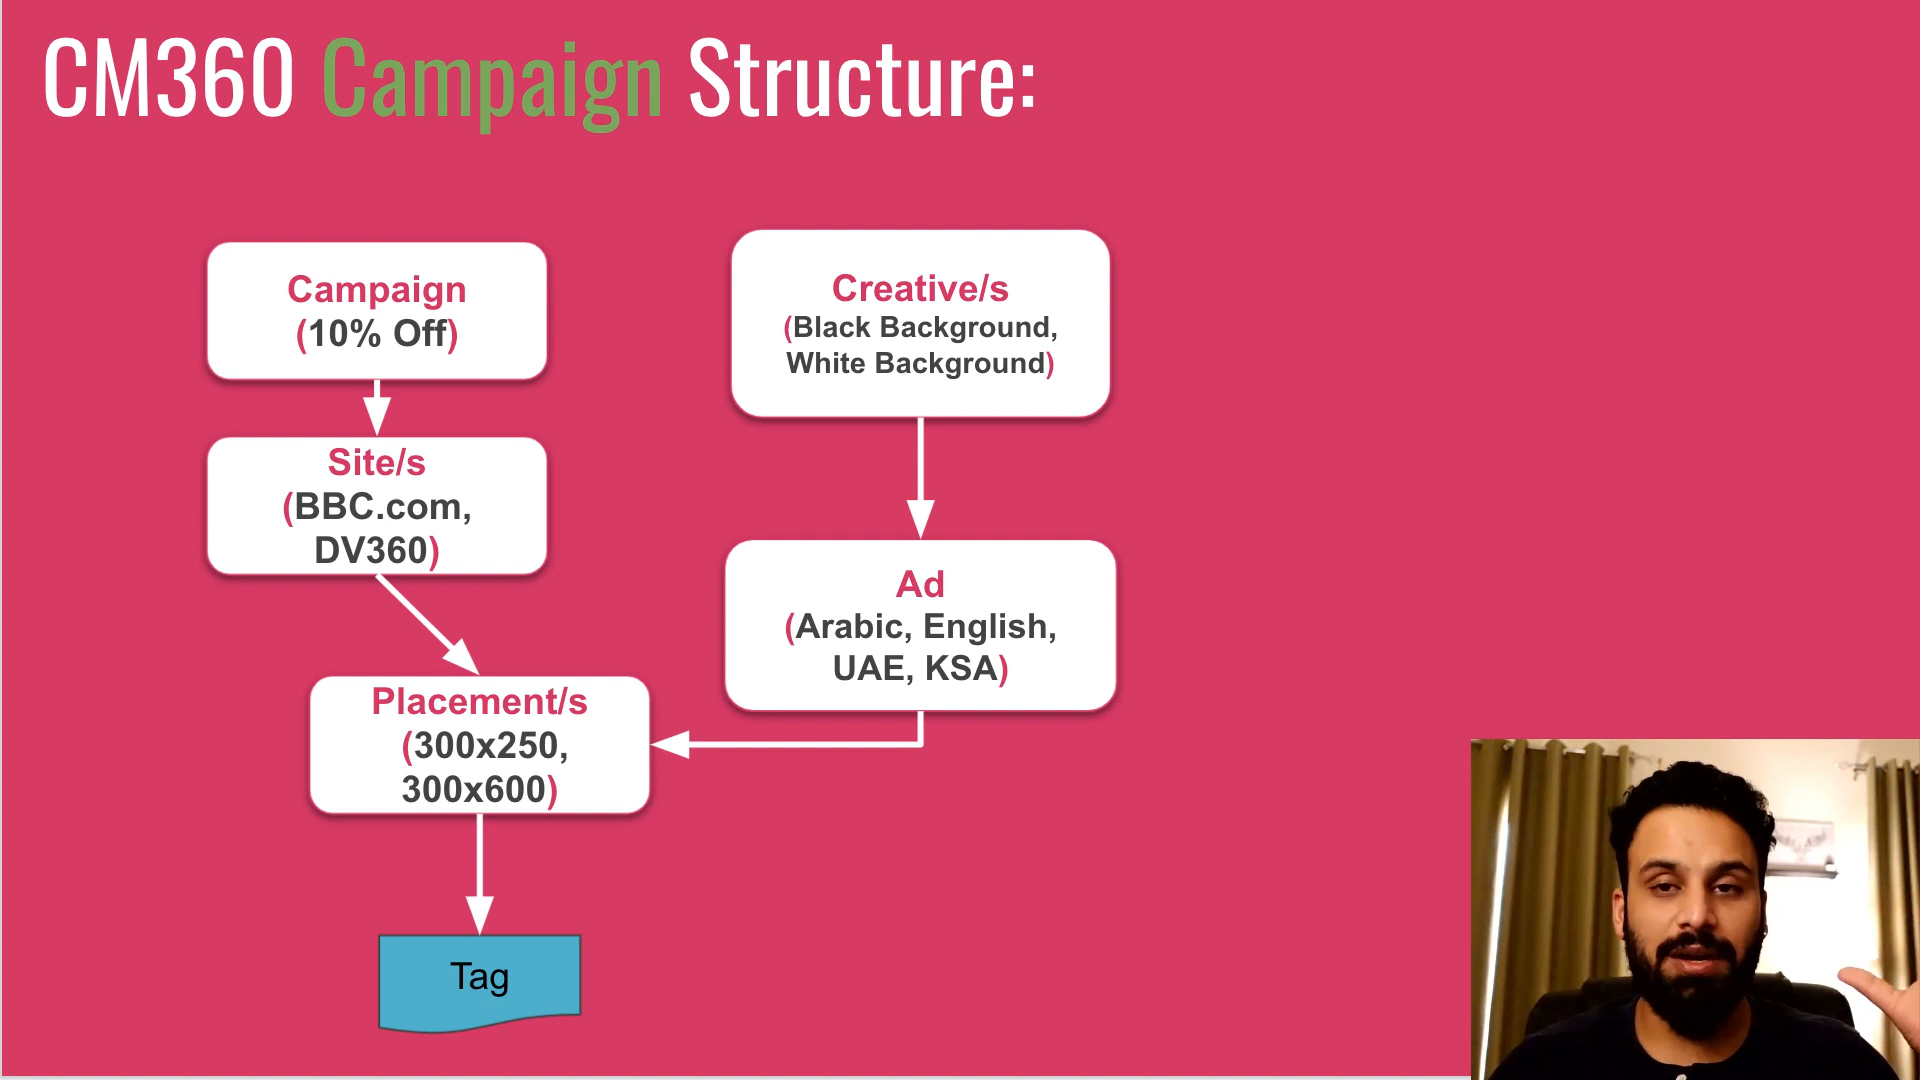 CM360 Campaign Structure:
Campaign
(10% Off)
Site/s
(BBC.com,
DV360)
Placement/s
(300x250,
300x600)
Tag
Creative/s
(Black Background,
White Background)
Ad
(Arabic, English,
UAE, KSA)